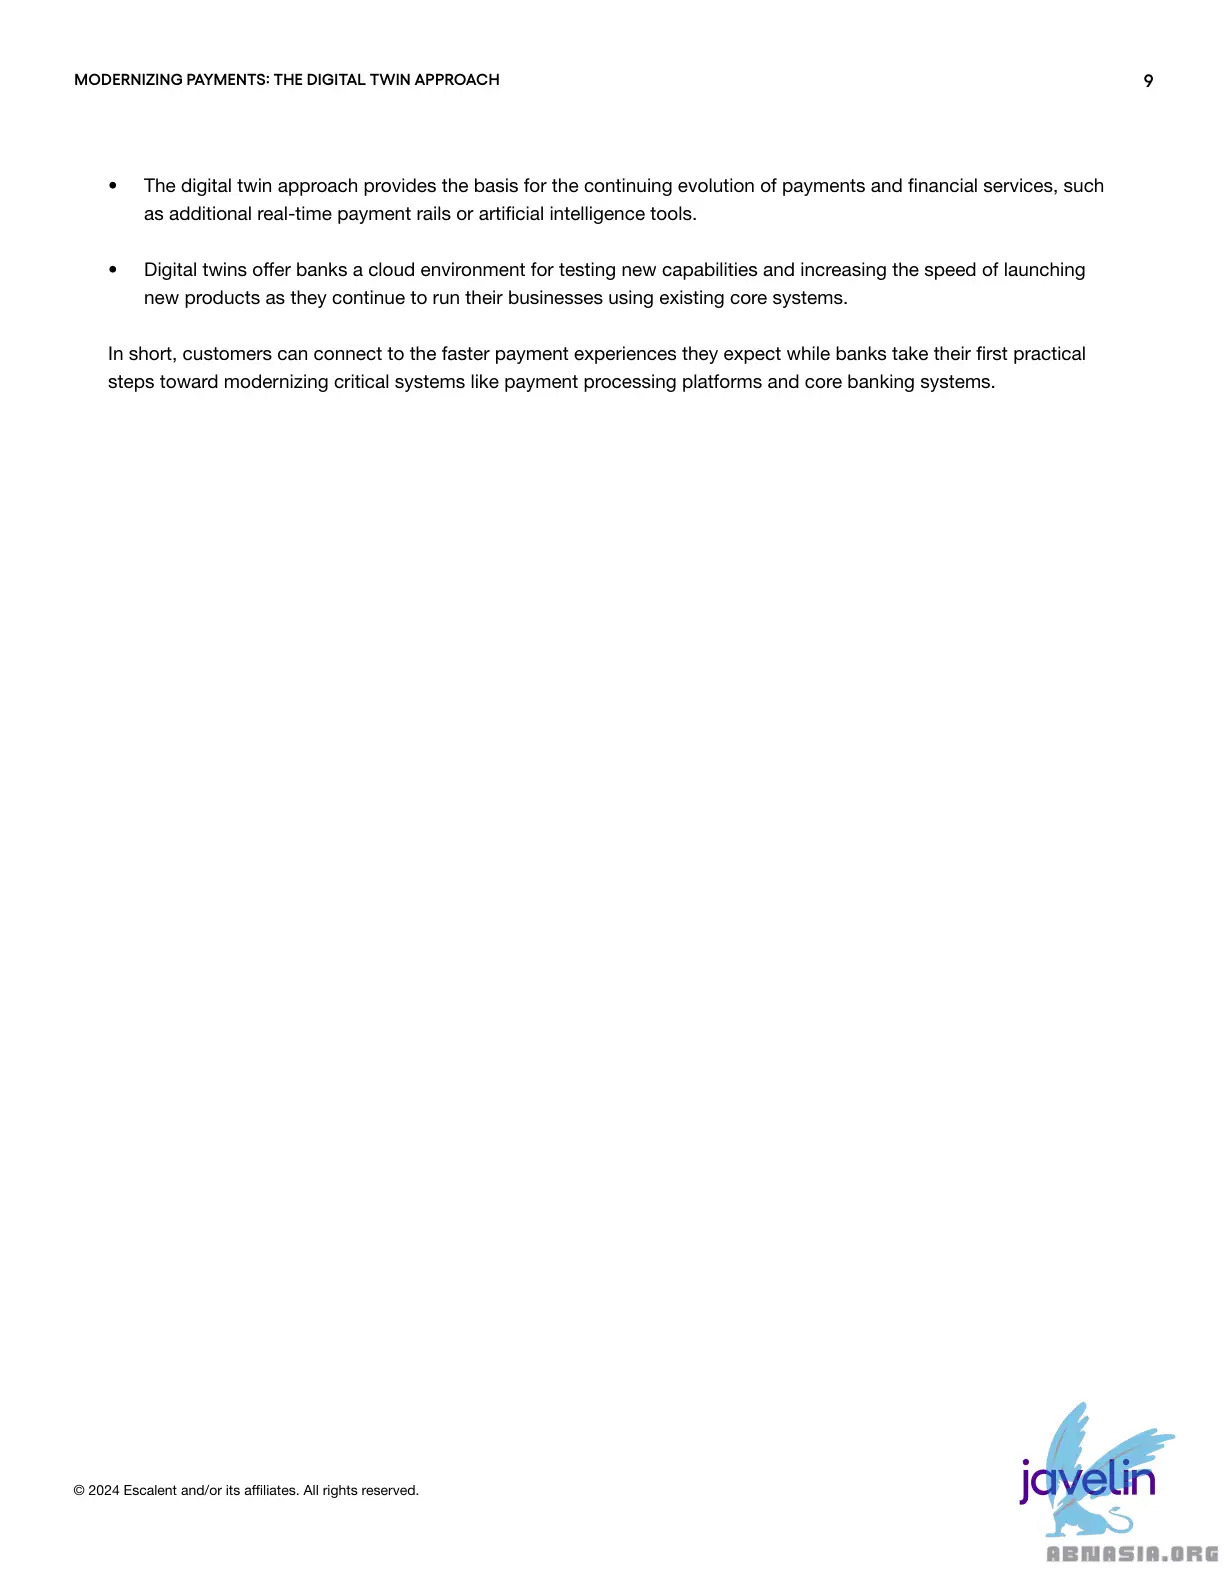 MODERNIZING PAYMENTS: THE DIGITAL TWIN APPROACH
9
• The digital twin approach provides the basis for the continuing evolution of payments and financial services, such
as additional real-time payment rails or artificial intelligence tools.
• Digital twins offer banks a cloud environment for testing new capabilities and increasing the speed of launching
new products as they continue to run their businesses using existing core systems.
In short, customers can connect to the faster payment experiences they expect while banks take their first practical
steps toward modernizing critical systems like payment processing platforms and core banking systems.
© 2024 Escalent and/or its affiliates. All rights reserved.
javelin
ABNASIA.ORG